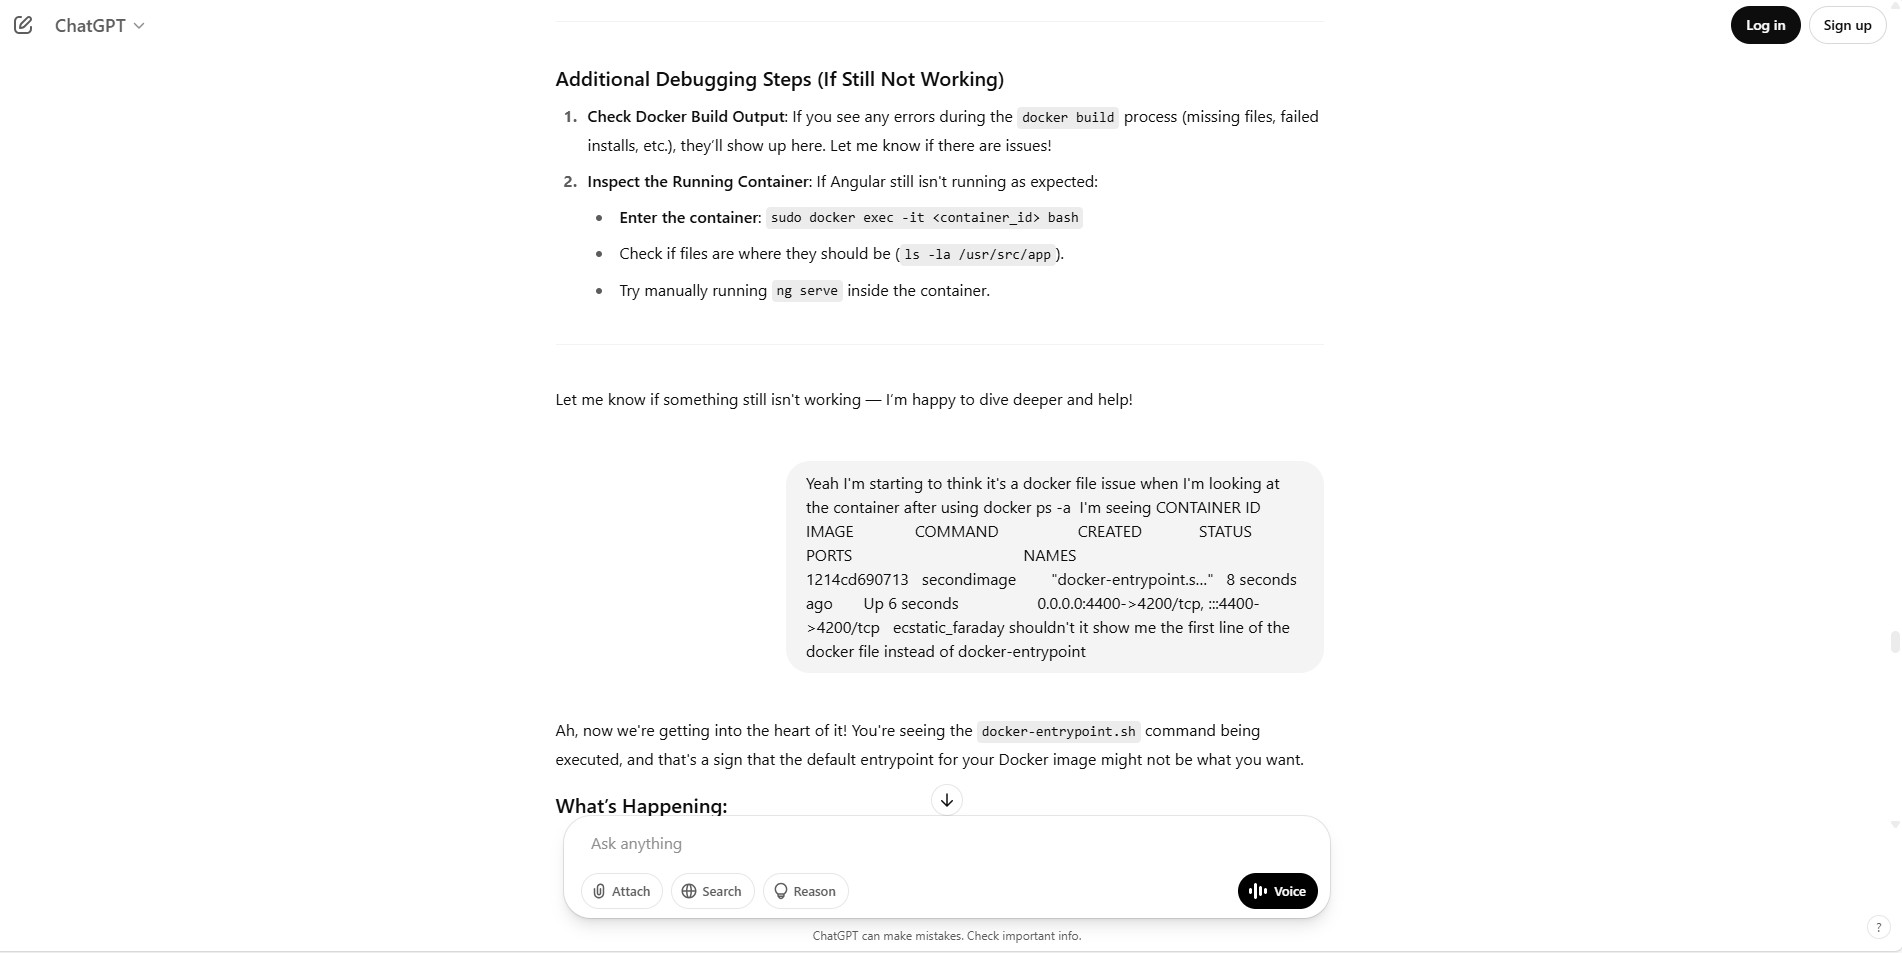 ChatGPT
Log in
Sign up
Additional Debugging Steps (If Still Not Working)
1. Check Docker Build Output: If you see any errors during the docker build process (missing files, failed
installs, etc.), they'll show up here. Let me know if there are issues!
2. Inspect the Running Container: If Angular still isn't running as expected:
• Enter the container: sudo docker exec -it <container_id> bash
• Check if files are where they should be (ls -la /usr/src/app).
• Try manually running ng serve inside the container.
Let me know if something still isn't working — I'm happy to dive deeper and help!
Yeah I'm starting to think it's a docker file issue when I'm looking at
the container after using docker ps -a  I'm seeing CONTAINER ID
IMAGE COMMAND CREATED STATUS
PORTS NAMES
1214cd690713 secondimage "docker-entrypoint.s…" 8 seconds
ago Up 6 seconds 0.0.0.0:4400->4200/tcp, :::4400-
>4200/tcp ecstatic_faraday shouldn't it show me the first line of the
docker file instead of docker-entrypoint
Ah, now we're getting into the heart of it! You're seeing the docker-entrypoint.sh command being
executed, and that's a sign that the default entrypoint for your Docker image might not be what you want.
What's Happening:
Ask anything
Attach
Search
Reason
Voice
ChatGPT can make mistakes. Check important info.
?